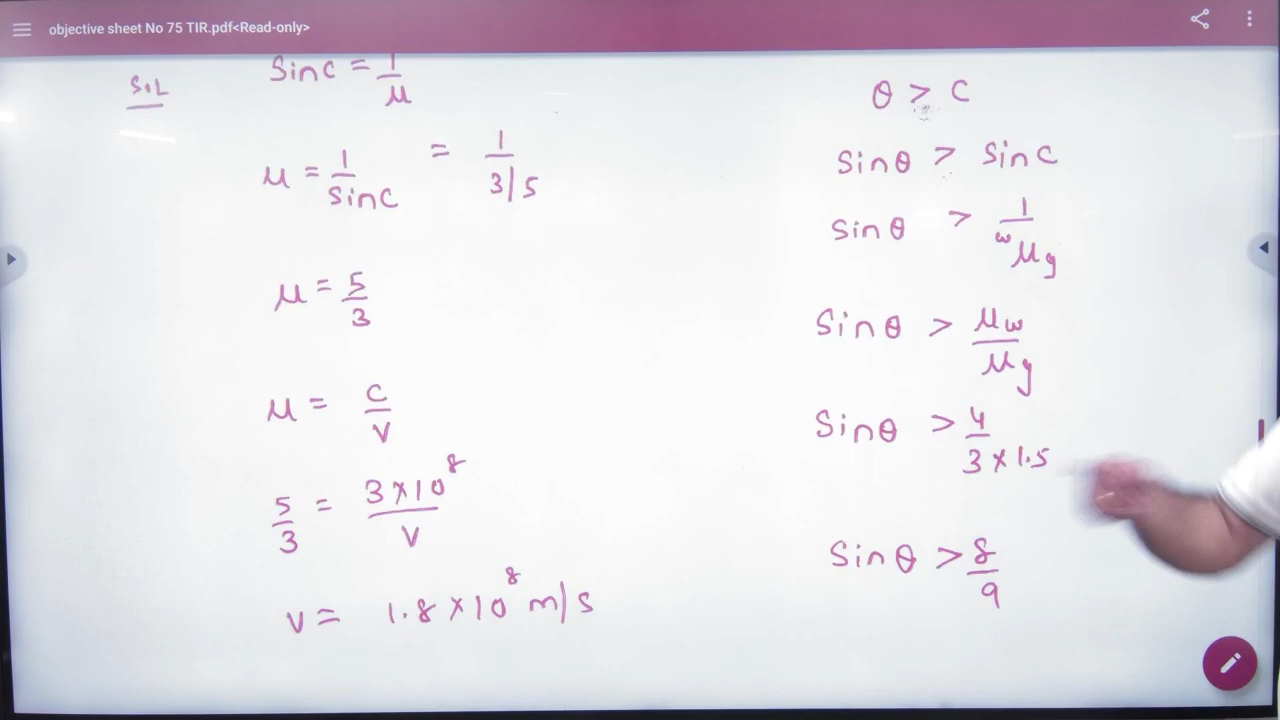 objective sheet No 75 TIR.pdf<Read-only>
Sol
Sinc = 1/μ
μ = 1/sinc = 1/3/5
μ = 5/3
μ = c/v
5/3 = 3×10^8/v
v = 1.8×10^8 m/s
θ > c
Sinθ > sinc
Sinθ > 1/ωμg
Sinθ > μω/μg
Sinθ > 4/3×1.5
Sinθ > 8/9